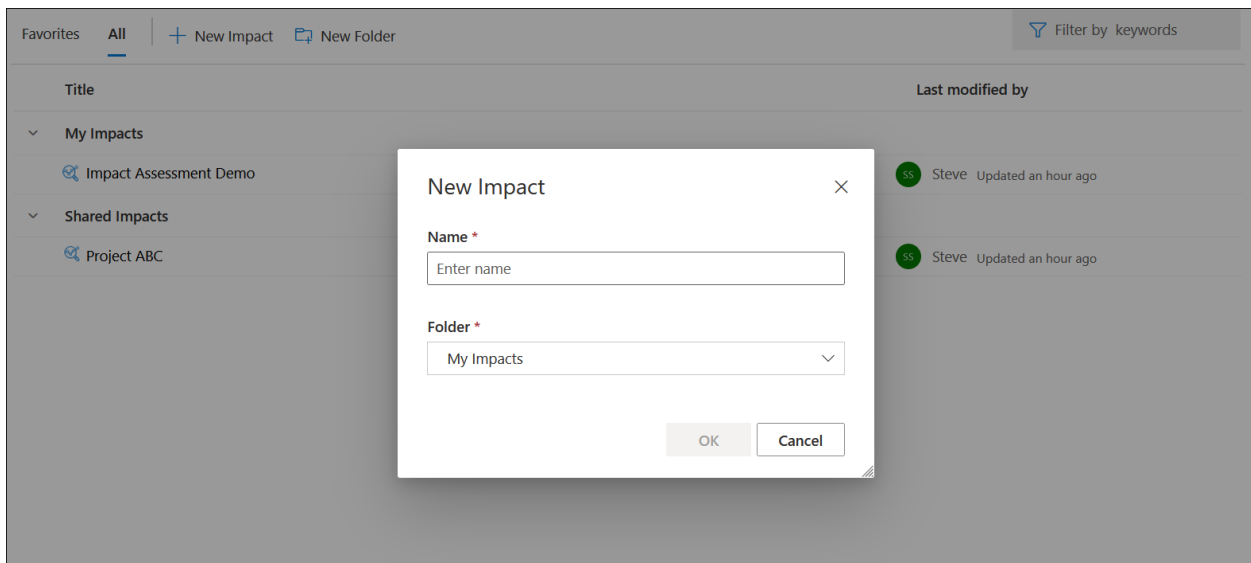 Favorites All New Impact New Folder Filter by keywords
Title Last modified by
My Impacts
Impact Assessment Demo SS Steve Updated an hour ago
Shared Impacts
Project ABC SS Steve Updated an hour ago
New Impact
Name *
Enter name
Folder *
My Impacts
OK Cancel